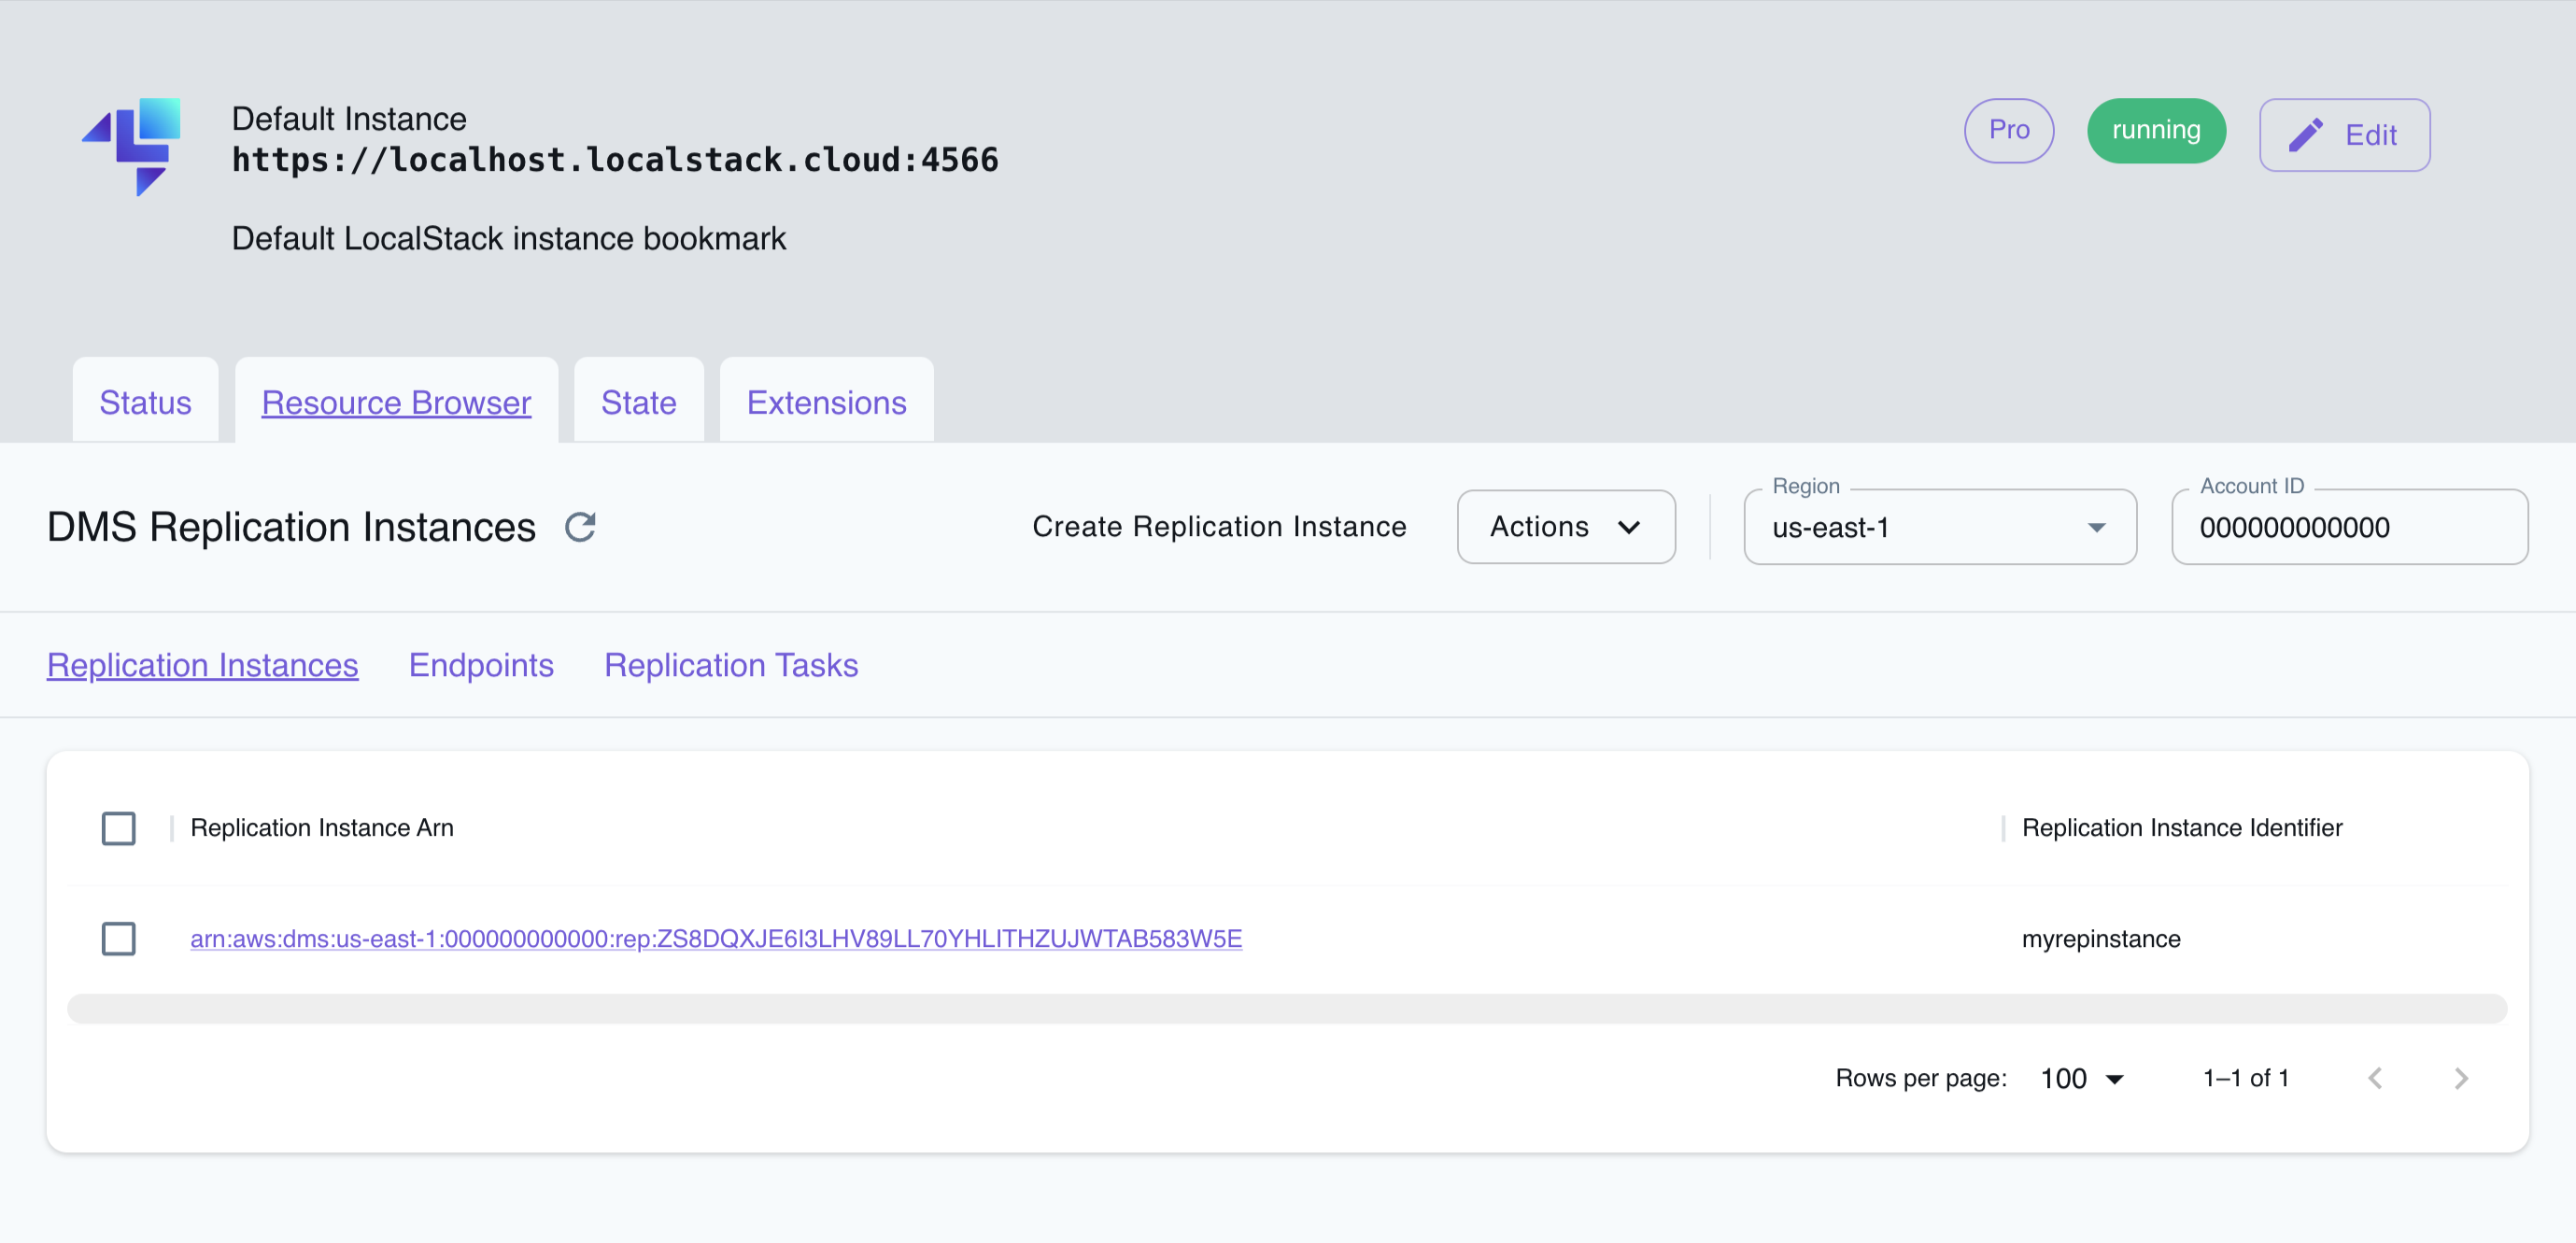 Default Instance
https://localhost.localstack.cloud:4566
Default LocalStack instance bookmark
Pro
running
Edit
Status
Resource Browser
State
Extensions
DMS Replication Instances
Create Replication Instance
Actions
Region
us-east-1
Account ID
000000000000
Replication Instances
Endpoints
Replication Tasks
Replication Instance Arn
Replication Instance Identifier
arn:aws:dms:us-east-1:000000000000:rep:ZS8DQXJE6I3LHV89LL70YHLITHZUJWTAB583W5E
myrepinstance
Rows per page:
100
1–1 of 1